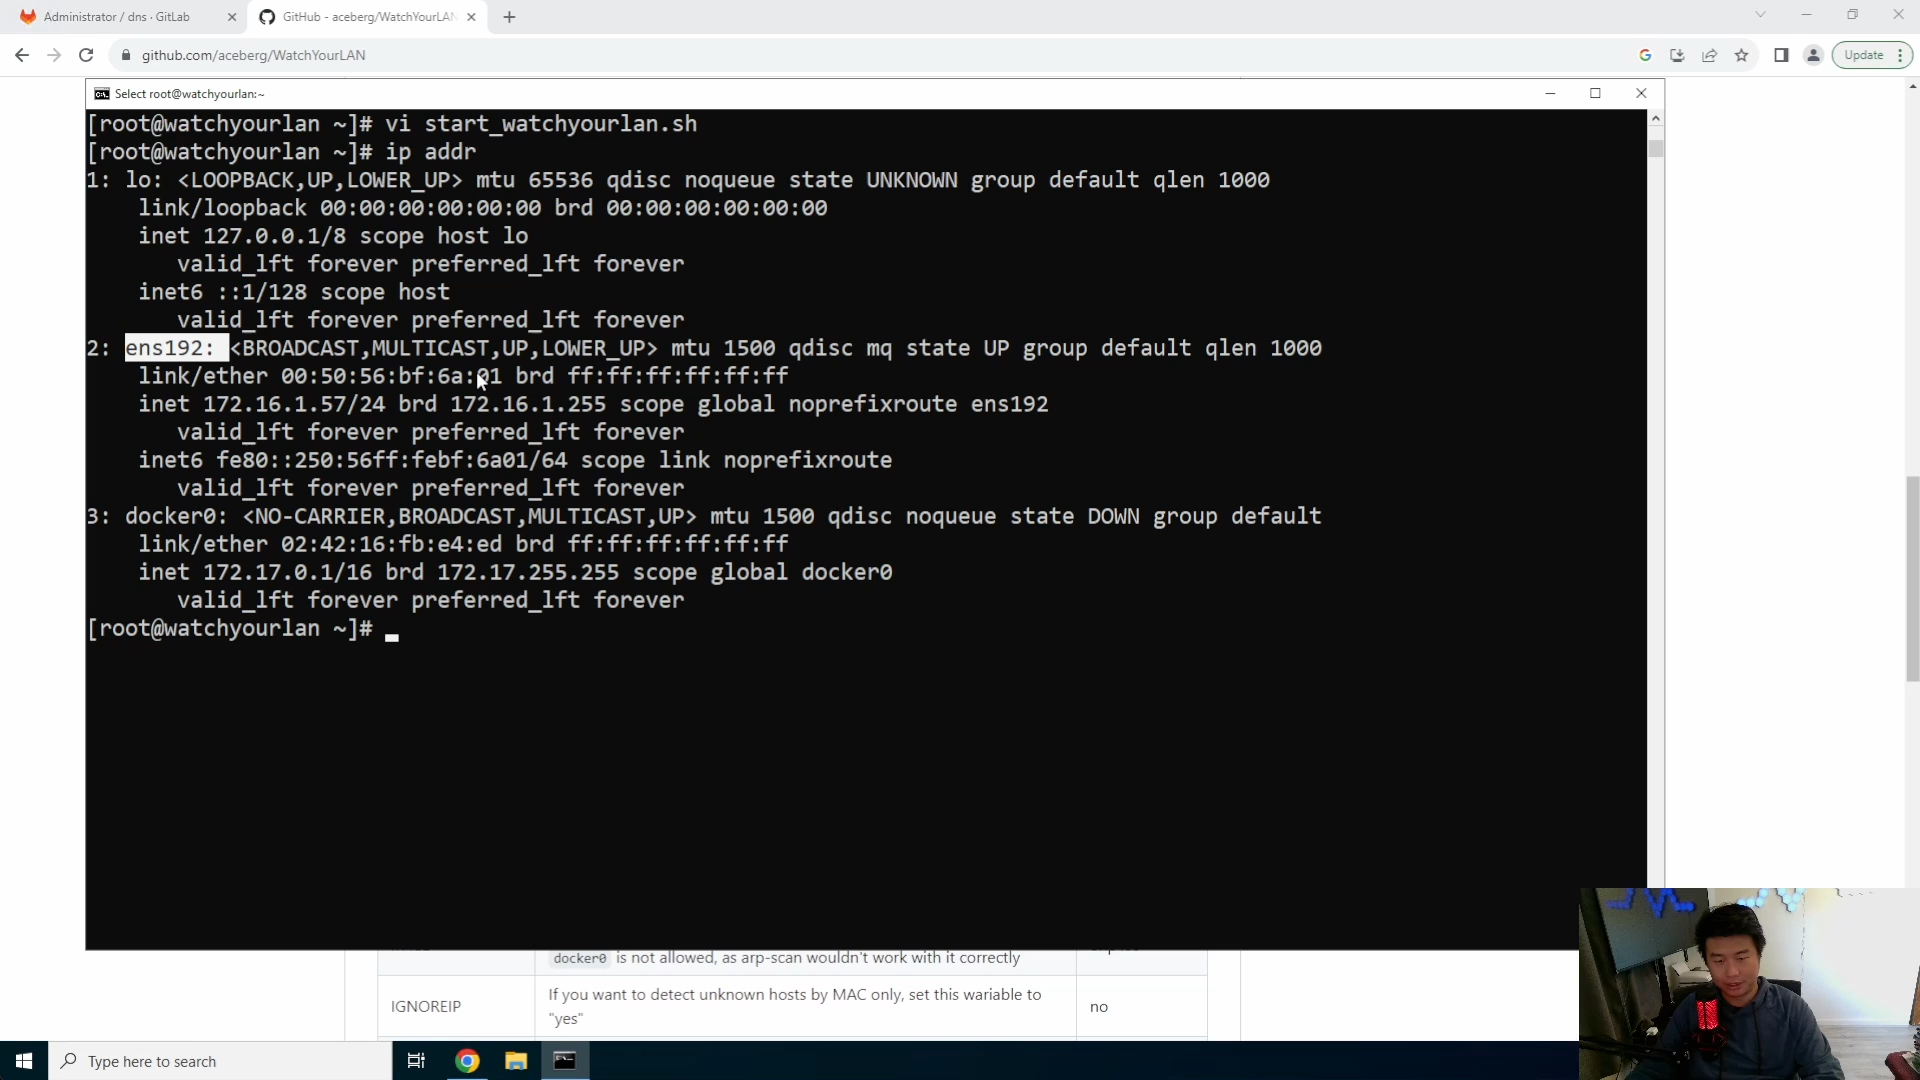 Administrator / dns · GitLab
GitHub - aceberg/WatchYourLAN
github.com/aceberg/WatchYourLAN
Update
Select root@watchyourlan:~
[root@watchyourlan ~]# vi start_watchyourlan.sh
[root@watchyourlan ~]# ip addr
1: lo: <LOOPBACK,UP,LOWER_UP> mtu 65536 qdisc noqueue state UNKNOWN group default qlen 1000
link/loopback 00:00:00:00:00:00 brd 00:00:00:00:00:00
inet 127.0.0.1/8 scope host lo
valid_lft forever preferred_lft forever
inet6 ::1/128 scope host
valid_lft forever preferred_lft forever
2: ens192: <BROADCAST,MULTICAST,UP,LOWER_UP> mtu 1500 qdisc mq state UP group default qlen 1000
link/ether 00:50:56:bf:6a:01 brd ff:ff:ff:ff:ff:ff
inet 172.16.1.57/24 brd 172.16.1.255 scope global noprefixroute ens192
valid_lft forever preferred_lft forever
inet6 fe80::250:56ff:febf:6a01/64 scope link noprefixroute
valid_lft forever preferred_lft forever
3: docker0: <NO-CARRIER,BROADCAST,MULTICAST,UP> mtu 1500 qdisc noqueue state DOWN group default
link/ether 02:42:16:fb:e4:ed brd ff:ff:ff:ff:ff:ff
inet 172.17.0.1/16 brd 172.17.255.255 scope global docker0
valid_lft forever preferred_lft forever
[root@watchyourlan ~]#
docker0 is not allowed, as arp-scan wouldn't work with it correctly
IGNOREIP
If you want to detect unknown hosts by MAC only, set this wariable to
"yes"
no
Type here to search